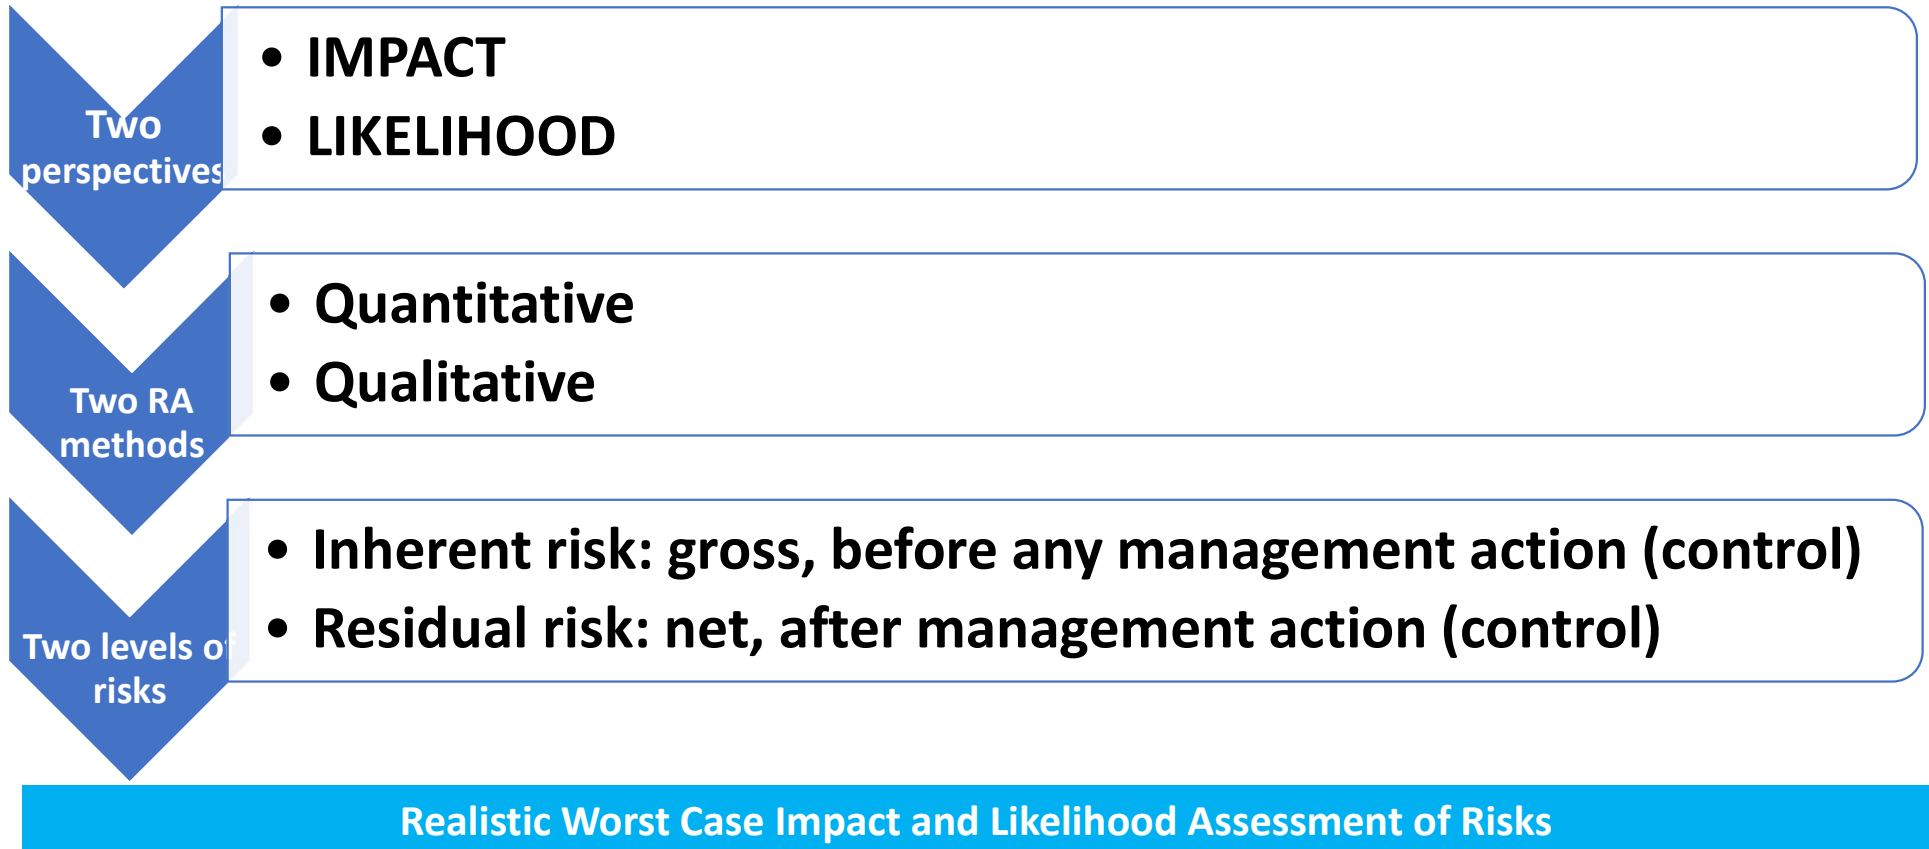 Two
perspectives
• IMPACT
• LIKELIHOOD
Two RA
methods
• Quantitative
• Qualitative
Two levels of
risks
• Inherent risk: gross, before any management action (control)
• Residual risk: net, after management action (control)
Realistic Worst Case Impact and Likelihood Assessment of Risks